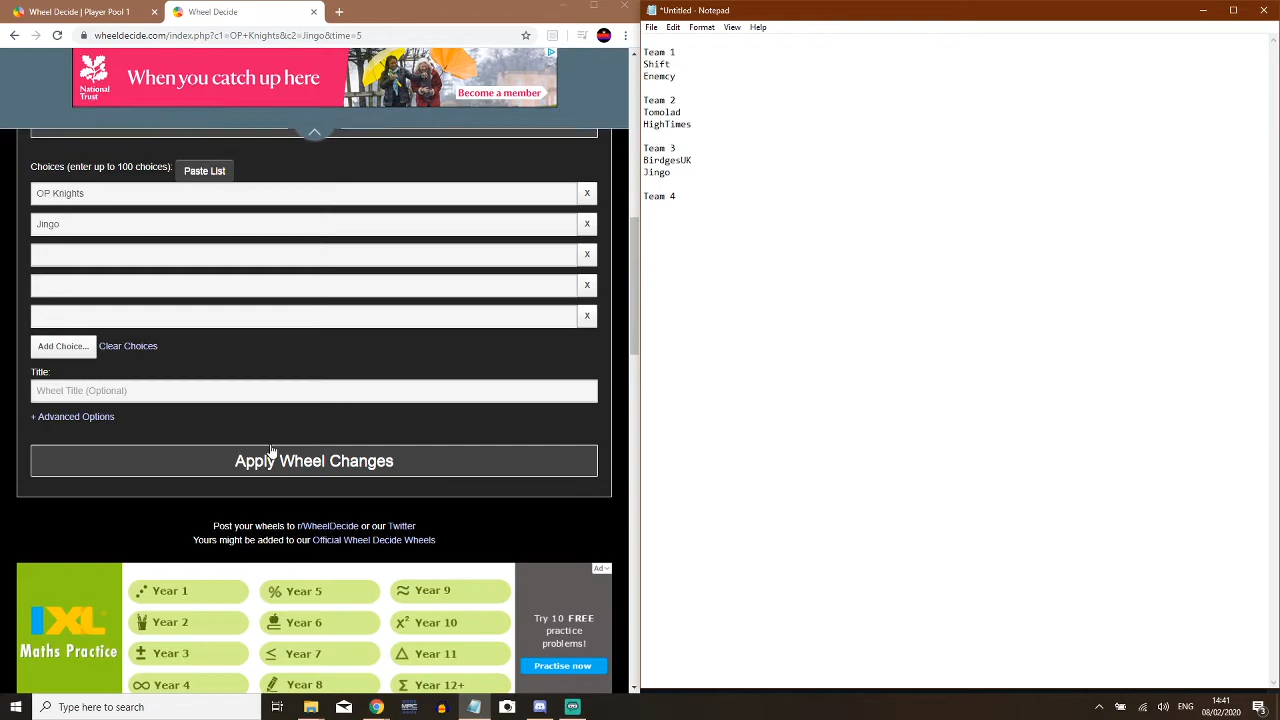 Wheel Decide | Player Pool 1
Wheel Decide
wheeldecide.com/index.php?ct=OP+Knights&c2=Jingo&time=5
National Trust
When you catch up here
Become a member
Choices (enter up to 100 choices):
Paste List
OP Knights
X
Jingo
X
X
X
X
Add Choice...
Clear Choices
Title:
Wheel Title (Optional)
+ Advanced Options
Apply Wheel Changes
Post your wheels to r/WheelDecide or our Twitter
Yours might be added to our Official Wheel Decide Wheels
Ad
IXL
Maths Practice
Year 1
Year 5
Year 9
Year 2
Year 6
Year 10
Year 3
Year 7
Year 11
Year 4
Year 8
Year 12+
Try 10 FREE
practice
problems!
Practise now
*Untitled - Notepad
File Edit Format View Help
Team 1
Shift
Enemcy
Team 2
Tomolad
HighTimes
Team 3
BirdgesUK
Jingo
Team 4
Type here to search
MPC
ENG
14:41
08/02/2020